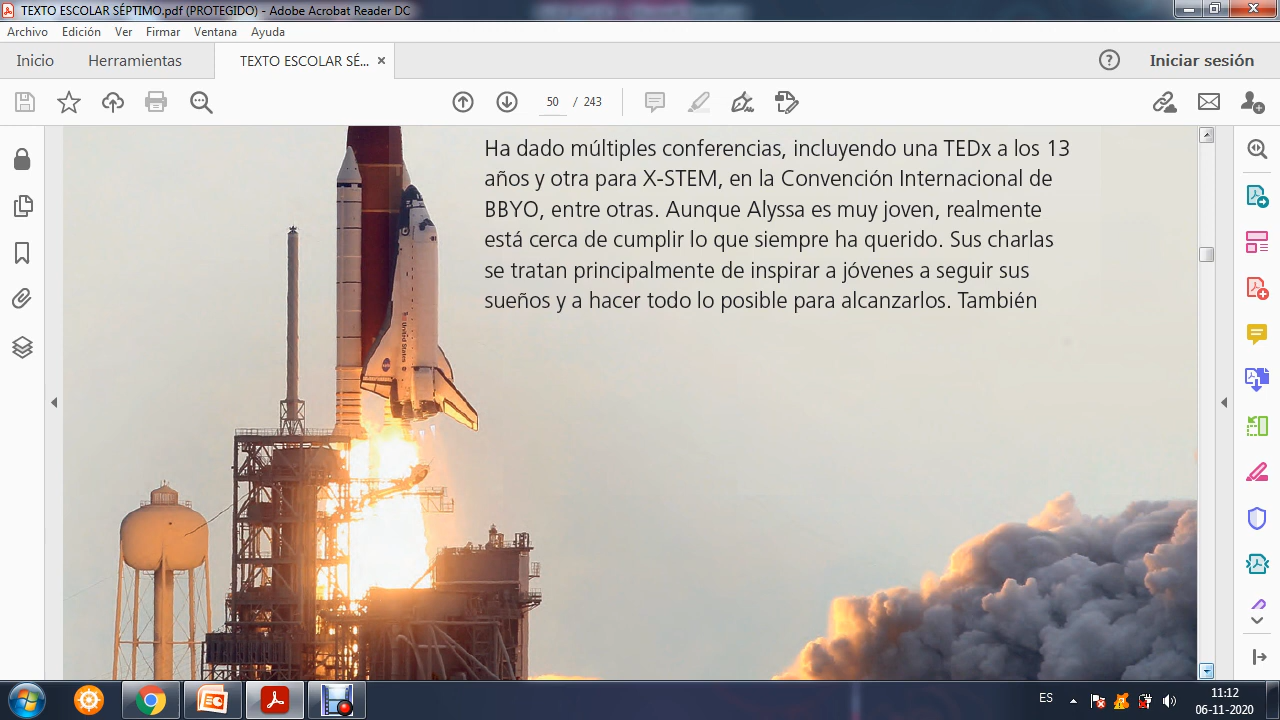 TEXTO ESCOLAR SÉPTIMO.pdf (PROTEGIDO) - Adobe Acrobat Reader DC
Archivo Edición Ver Firmar Ventana Ayuda
Inicio Herramientas TEXTO ESCOLAR SÉ... × ? Iniciar sesión
50 / 243
Ha dado múltiples conferencias, incluyendo una TEDx a los 13
años y otra para X-STEM, en la Convención Internacional de
BBYO, entre otras. Aunque Alyssa es muy joven, realmente
está cerca de cumplir lo que siempre ha querido. Sus charlas
se tratan principalmente de inspirar a jóvenes a seguir sus
sueños y a hacer todo lo posible para alcanzarlos. También
United States
ES 11:12
06-11-2020